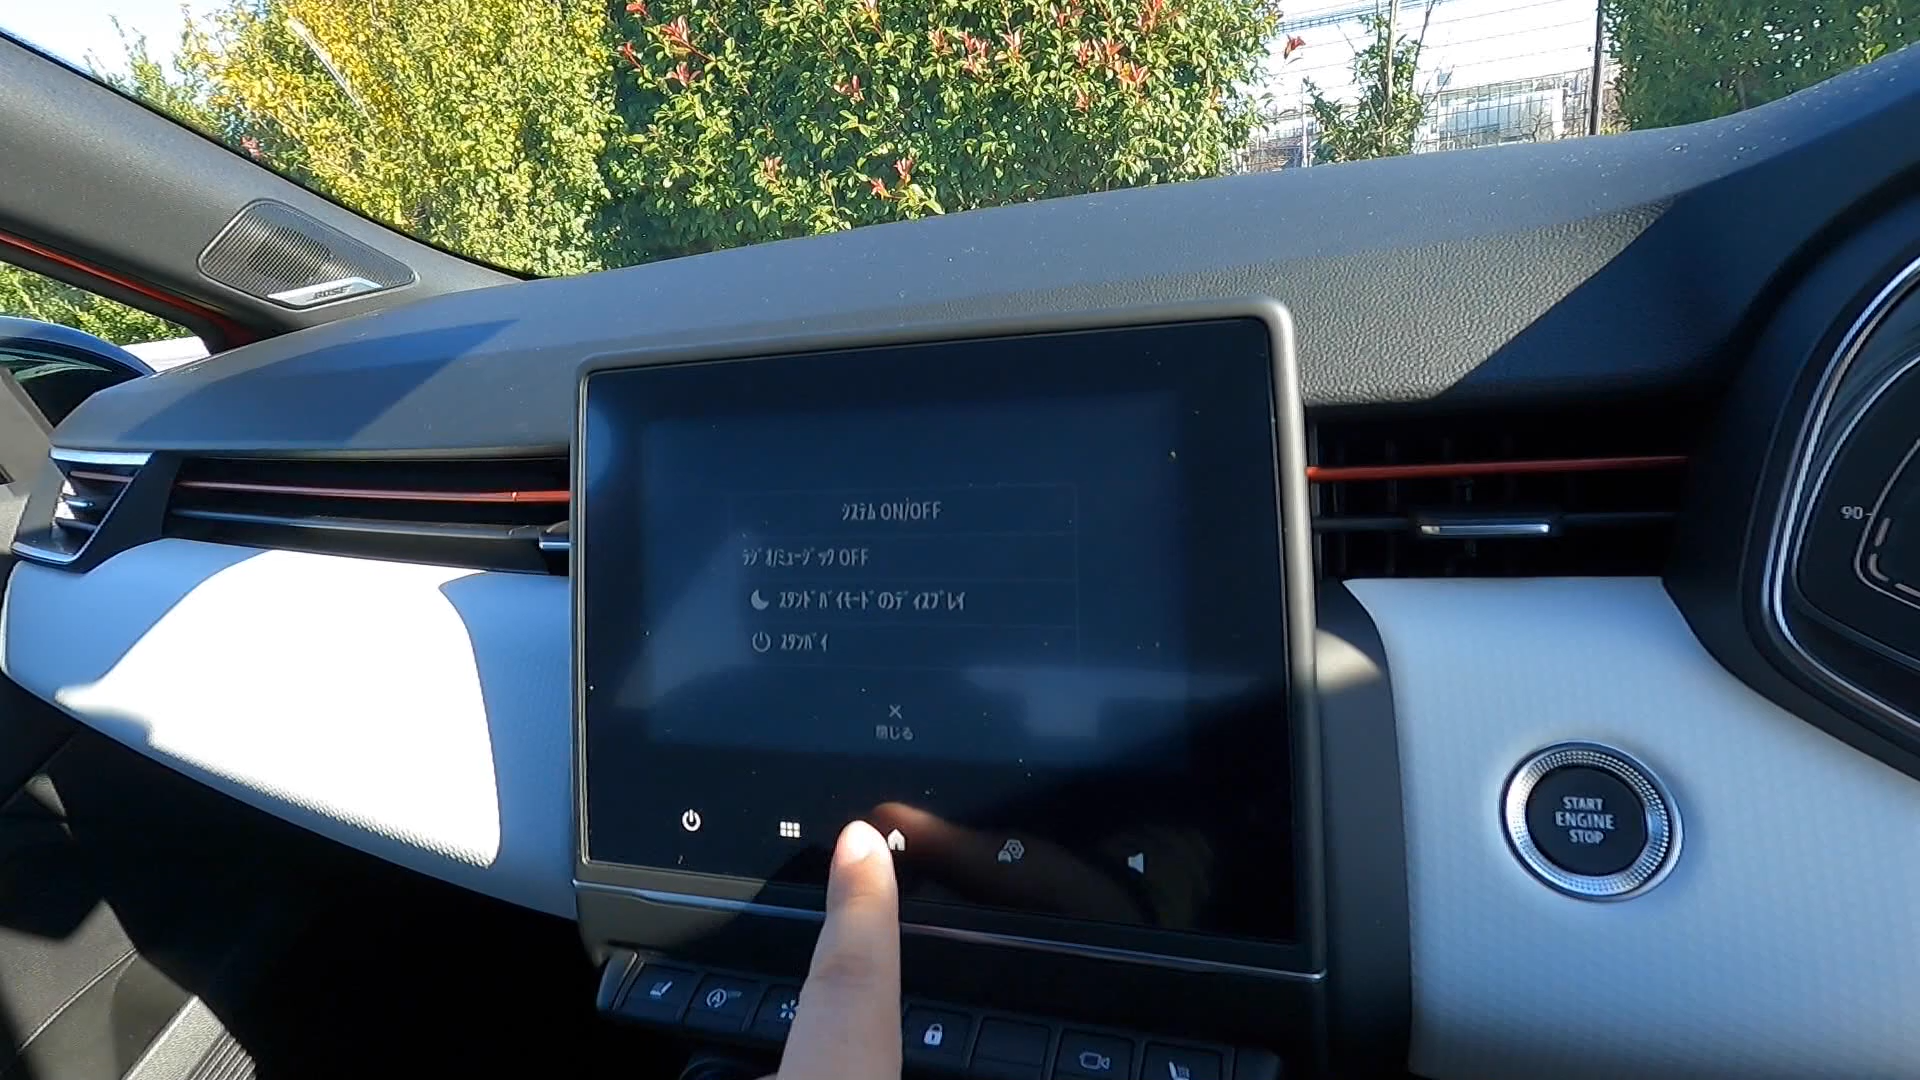 BOSE
システム ON/OFF
ラジオ/ミュージック OFF
スタンドバイモードのディスプレイ
スタンバイ
閉じる
90
START
ENGINE
STOP
A